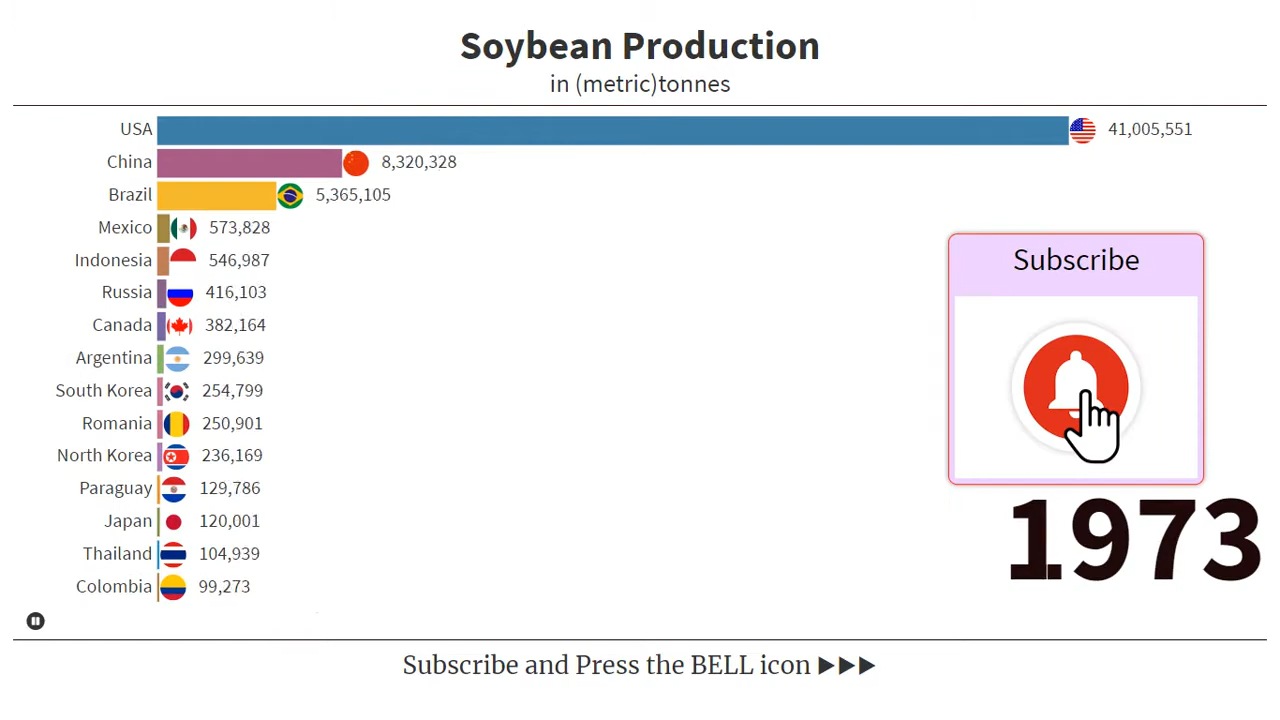 Soybean Production
in (metric)tonnes
USA 41,005,551
China 8,320,328
Brazil 5,365,105
Mexico 573,828
Indonesia 546,987
Russia 416,103
Canada 382,164
Argentina 299,639
South Korea 254,799
Romania 250,901
North Korea 236,169
Paraguay 129,786
Japan 120,001
Thailand 104,939
Colombia 99,273
Subscribe
1973
Subscribe and Press the BELL icon ▶▶▶